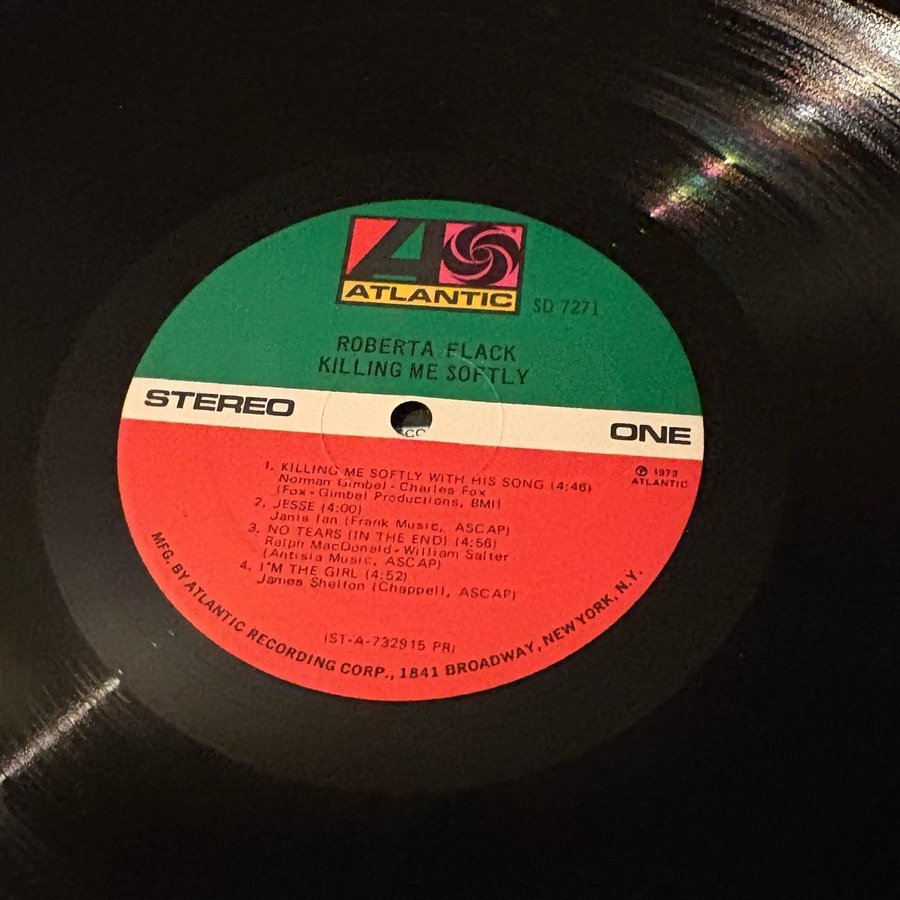 ATLANTIC
SD 7271
ROBERTA FLACK
KILLING ME SOFTLY
STEREO
ONE
℗ 1973
ATLANTIC
1. KILLING ME SOFTLY WITH HIS SONG (4:46)
Norman Gimbel - Charles Fox
(Fox - Gimbel Productions, BMI)
2. JESSE (4:00)
Janis Ian (Frank Music, ASCAP)
3. NO TEARS (IN THE END) (4:56)
Ralph MacDonald - William Salter
(Antisia Music, ASCAP)
4. I'M THE GIRL (4:52)
James Shelton (Chappell, ASCAP)
(ST-A-732915 PR)
MFG. BY ATLANTIC RECORDING CORP., 1841 BROADWAY, NEW YORK, N.Y.